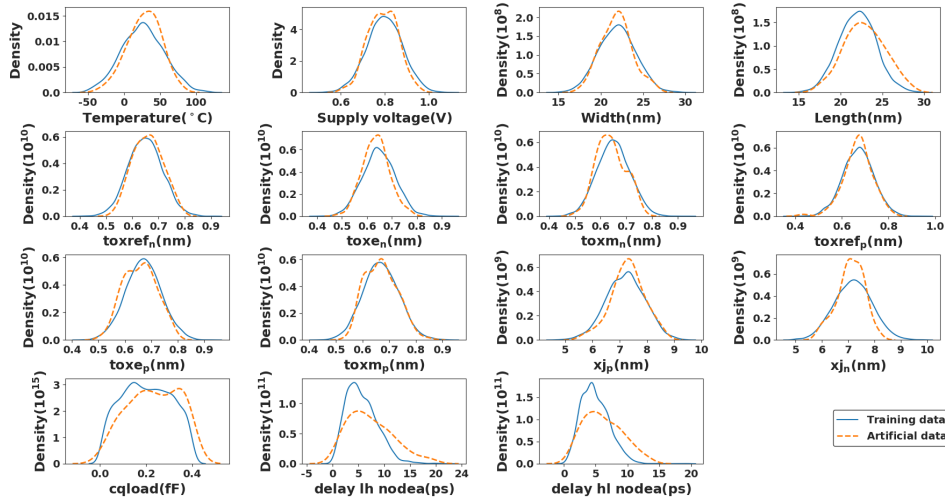 Density
0.015
0.010
0.005
0.0
-50 0 50 100
Temperature(°C)
Density
4
2
0
0.6 0.8 1.0
Supply voltage(V)
Density(10⁸)
2.0
1.5
1.0
0.5
0.0
15 20 25 30
Width(nm)
Density(10⁸)
1.5
1.0
0.5
0.0
15 20 25 30
Length(nm)
Density(10¹⁰)
0.6
0.4
0.2
0.0
0.4 0.5 0.6 0.7 0.8 0.9
toxrefₙ(nm)
Density(10¹⁰)
0.6
0.4
0.2
0.0
0.4 0.5 0.6 0.7 0.8 0.9
toxeₙ(nm)
Density(10¹⁰)
0.6
0.4
0.2
0.0
0.4 0.5 0.6 0.7 0.8 0.9
toxmₙ(nm)
Density(10¹⁰)
0.6
0.4
0.2
0.0
0.4 0.6 0.8 1.0
toxrefₚ(nm)
Density(10¹⁰)
0.6
0.4
0.2
0.0
0.4 0.5 0.6 0.7 0.8 0.9
toxeₚ(nm)
Density(10¹⁰)
0.6
0.4
0.2
0.0
0.4 0.5 0.6 0.7 0.8 0.9
toxmₚ(nm)
Density(10⁹)
0.6
0.4
0.2
0.0
5 6 7 8 9 10
xjₚ(nm)
Density(10⁹)
0.6
0.4
0.2
0.0
5 6 7 8 9 10
xjₙ(nm)
Density(10¹⁵)
3
2
1
0
0.0 0.2 0.4
cqload(fF)
Density(10¹¹)
1.0
0.5
0.0
-5 0 5 10 15 20 24
delay lh nodea(ps)
Density(10¹¹)
1.5
1.0
0.5
0.0
0 5 10 15 20
delay hl nodea(ps)
Training data
Artificial data